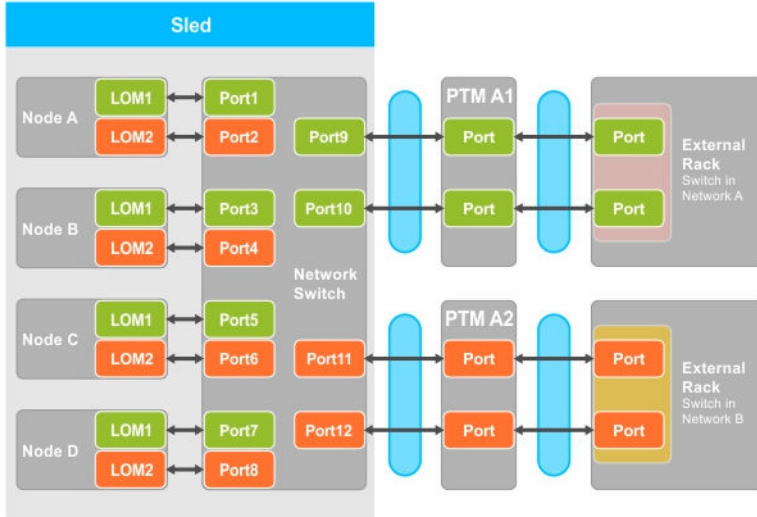 Sled
Node A
LOM1
LOM2
Port1
Port2
Node B
LOM1
LOM2
Port3
Port4
Node C
LOM1
LOM2
Port5
Port6
Node D
LOM1
LOM2
Port7
Port8
Port9
Port10
Network
Switch
Port11
Port12
PTM A1
Port
Port
PTM A2
Port
Port
Port
Port
External
Rack
Switch in
Network A
Port
Port
External
Rack
Switch in
Network B